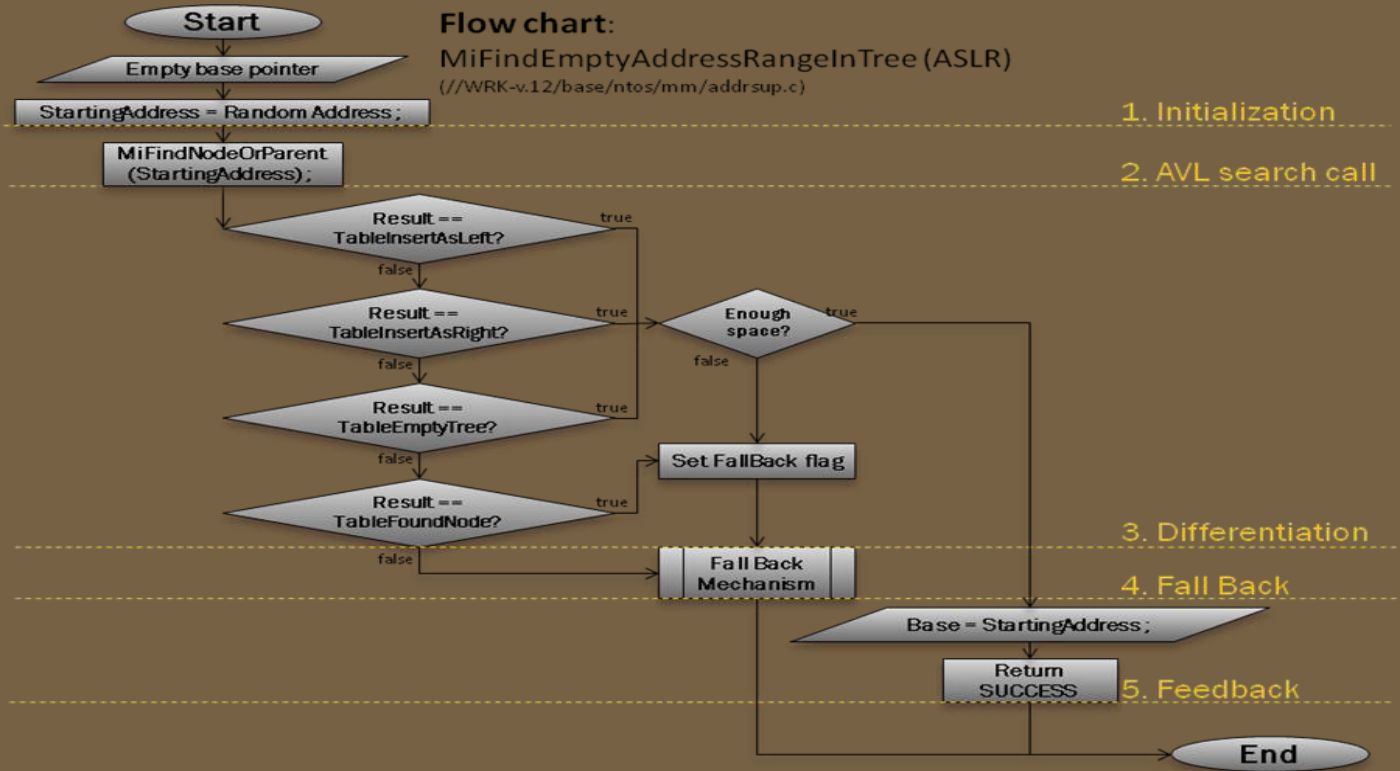 Start
Flow chart:
MiFindEmptyAddressRangeInTree (ASLR)
(//WRK-v.12/base/ntos/mm/addrsup.c)
Empty base pointer
StartingAddress = Random Address;
1. Initialization
MiFindNodeOrParent
(StartingAddress);
2. AVL search call
Result ==
TableInsertAsLeft?
true
false
Result ==
TableInsertAsRight?
true
false
Enough
space?
true
false
Result ==
TableEmptyTree?
true
false
Set FallBack flag
Result ==
TableFoundNode?
true
false
3. Differentiation
Fall Back
Mechanism
4. Fall Back
Base = StartingAddress;
Return
SUCCESS
5. Feedback
End